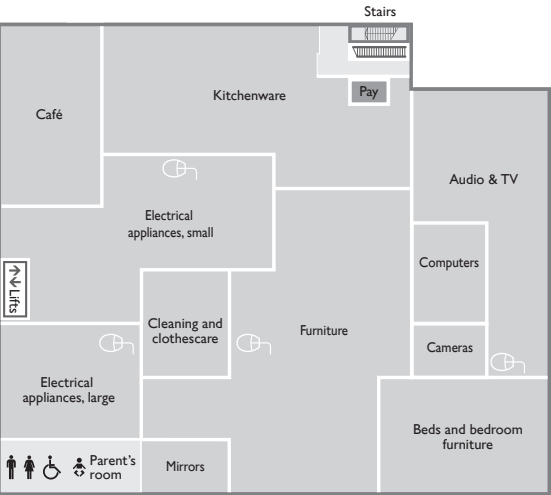 Stairs
Pay
Kitchenware
Café
Audio & TV
Electrical
appliances, small
Computers
Lifts
Cleaning and
clothescare
Furniture
Cameras
Electrical
appliances, large
Beds and bedroom
furniture
Parent's
room
Mirrors